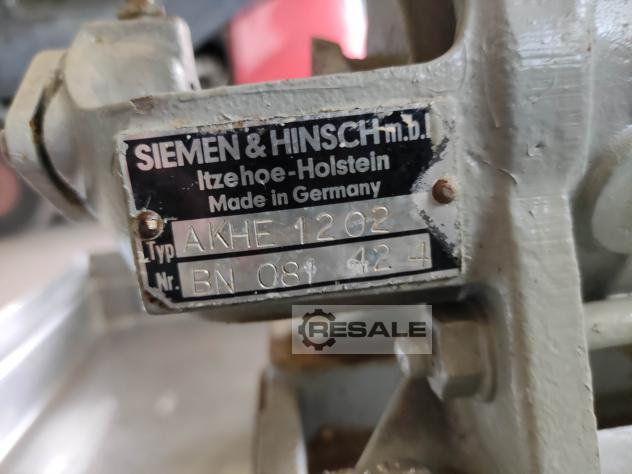 SIEMEN & HINSCH m.b.
Itzehoe-Holstein
Made in Germany
Typ AKHE 1202
Nr. BN 081 42 4
RESALE